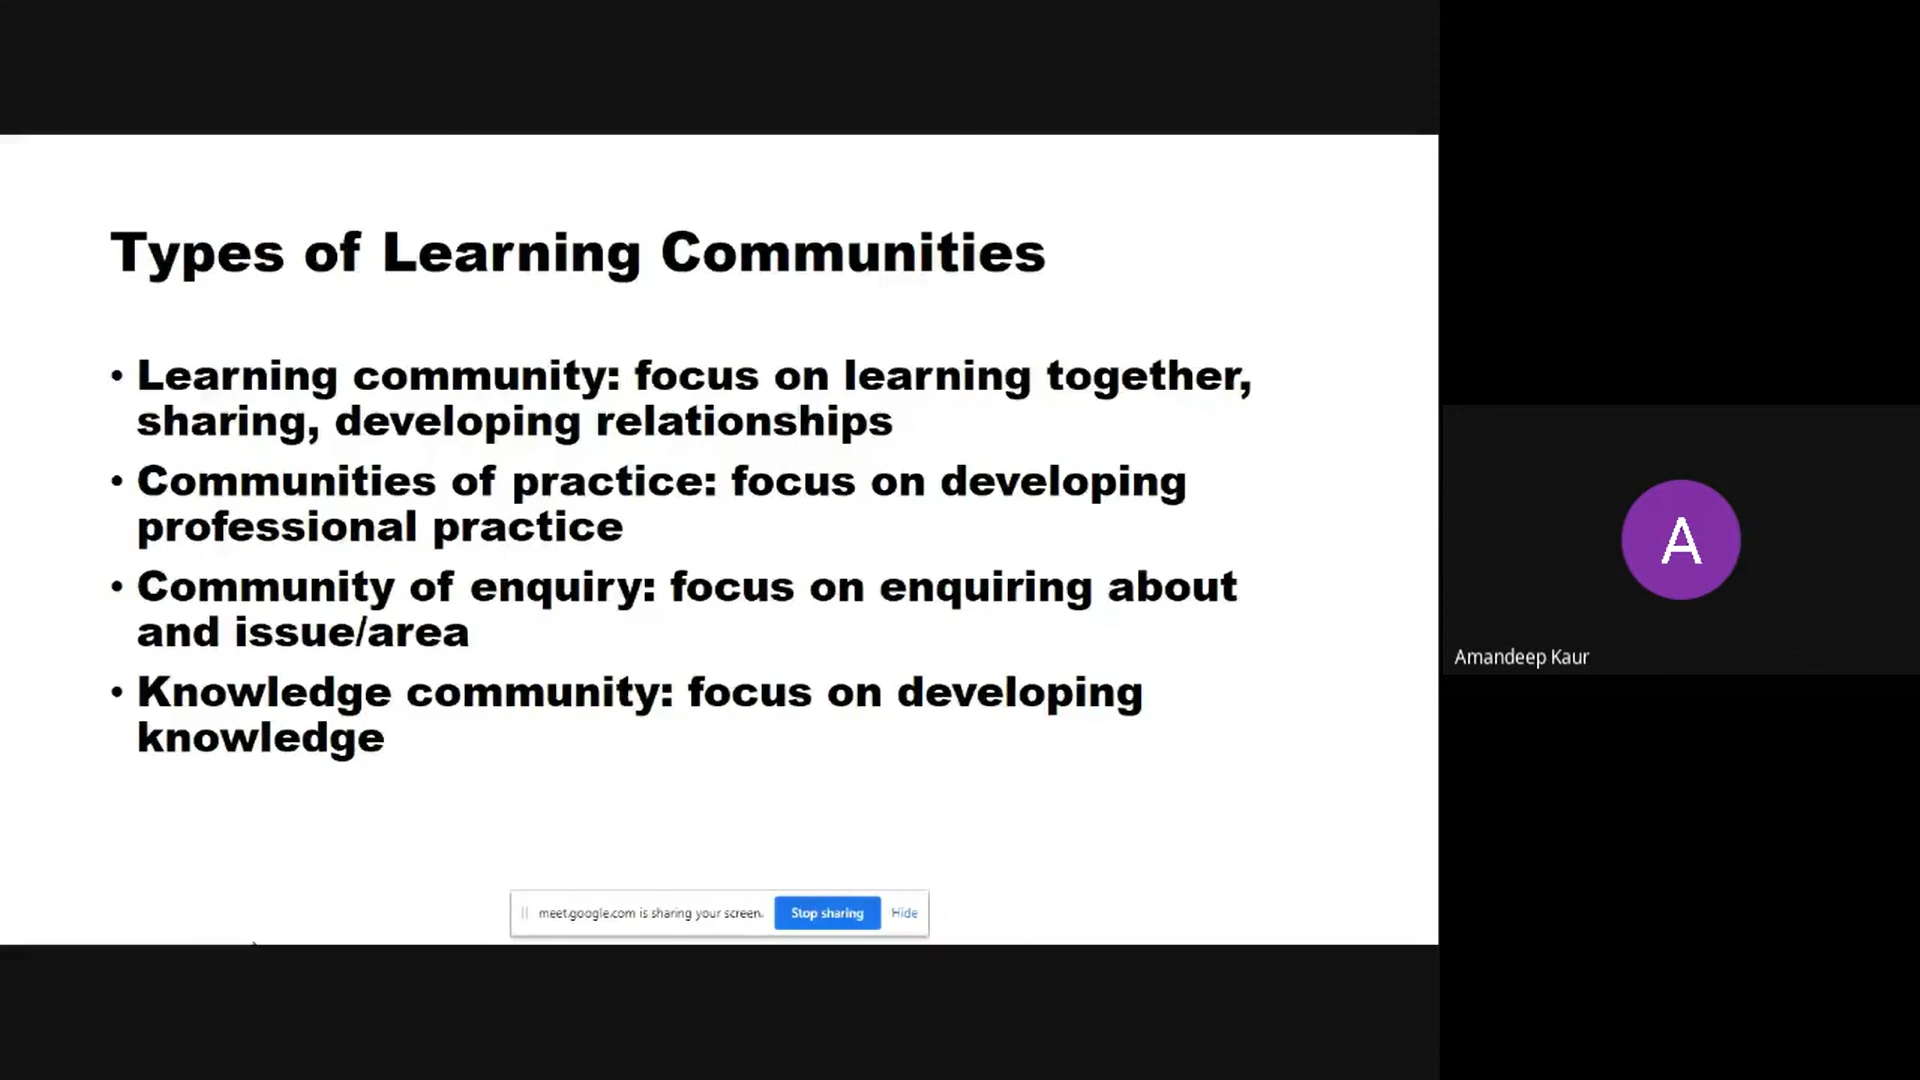 Types of Learning Communities
• Learning community: focus on learning together,
sharing, developing relationships
• Communities of practice: focus on developing
professional practice
• Community of enquiry: focus on enquiring about
and issue/area
• Knowledge community: focus on developing
knowledge
meet.google.com is sharing your screen.
Stop sharing
Hide
A
Amandeep Kaur